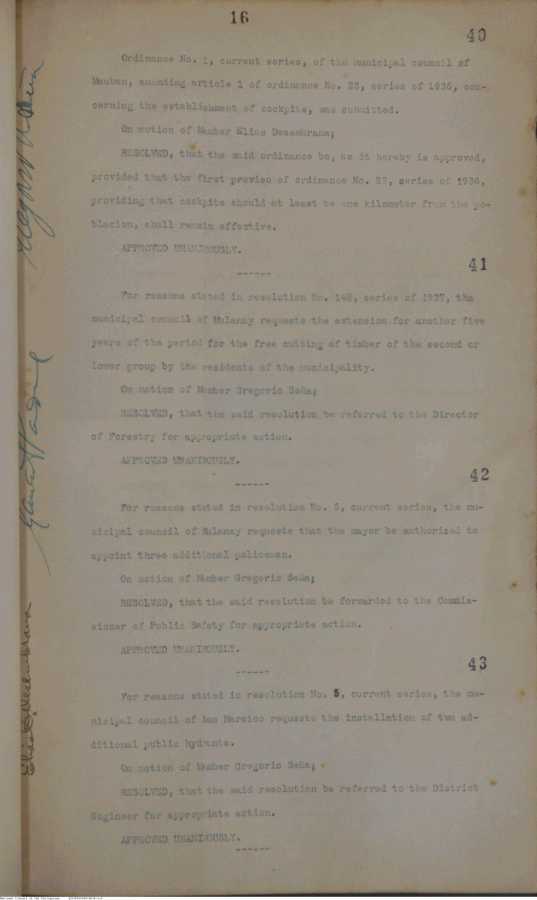 16
40
Ordinance No. 1, current series, of the municipal council of
Mauban, amending article 1 of ordinance No. 23, series of 1936, con-
cerning the establishment of cockpits, was submitted.
On motion of Member Elias Desembrana;
RESOLVED, that the said ordinance be, as it hereby is approved,
provided that the first proviso of ordinance No. 23, series of 1936,
providing that cockpits should at least be one kilometer from the po-
blacion, shall remain effective.
APPROVED UNANIMOUSLY.
------
41
For reasons stated in resolution No. 148, series of 1937, the
municipal council of Mulanay requests the extension for another five
years of the period for the free cutting of timber of the second or
lower group by the residents of the municipality.
On motion of Member Gregorio Seña;
RESOLVED, that the said resolution be referred to the Director
of Forestry for appropriate action.
APPROVED UNANIMOUSLY.
------
42
For reasons stated in resolution No. 5, current series, the mu-
nicipal council of Mulanay requests that the mayor be authorized to
appoint three additional policemen.
On motion of Member Gregorio Seña;
RESOLVED, that the said resolution be forwarded to the Commis-
sioner of Public Safety for appropriate action.
APPROVED UNANIMOUSLY.
------
43
For reasons stated in resolution No. 5, current series, the mu-
nicipal council of San Narciso requests the installation of two ad-
ditional public hydrants.
On motion of Member Gregorio Seña;
RESOLVED, that the said resolution be referred to the District
Engineer for appropriate action.
APPROVED UNANIMOUSLY.
------